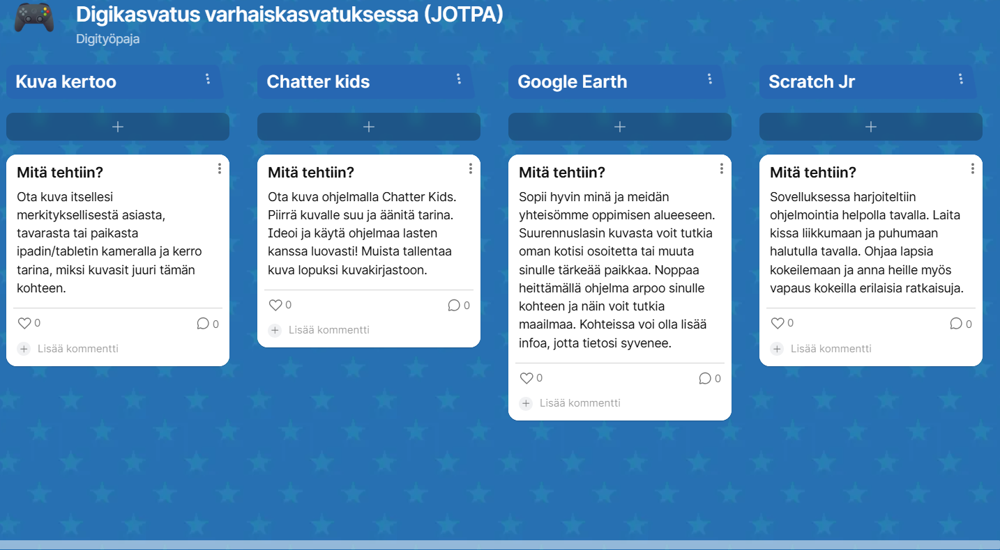 Digikasvatus varhaiskasvatuksessa (JOTPA)
Digityöpaja
Kuva kertoo
Mitä tehtiin?
Ota kuva itsellesi
merkityksellisestä asiasta,
tavarasta tai paikasta
ipadin/tabletin kameralla ja kerro
tarina, miksi kuvasit juuri tämän
kohteen.
0
0
Lisää kommentti
Chatter kids
Mitä tehtiin?
Ota kuva ohjelmalla Chatter Kids.
Piirrä kuvalle suu ja äänitä tarina.
Ideoi ja käytä ohjelmaa lasten
kanssa luovasti! Muista tallentaa
kuva lopuksi kuvakirjastoon.
0
0
Lisää kommentti
Google Earth
Mitä tehtiin?
Sopii hyvin minä ja meidän
yhteisömme oppimisen alueeseen.
Suurennuslasin kuvasta voit tutkia
oman kotisi osoitetta tai muuta
sinulle tärkeää paikkaa. Noppaa
heittämällä ohjelma arpoo sinulle
kohteen ja näin voit tutkia
maailmaa. Kohteissa voi olla lisää
infoa, jotta tietosi syvenee.
0
0
Lisää kommentti
Scratch Jr
Mitä tehtiin?
Sovelluksessa harjoiteltiin
ohjelmointia helpolla tavalla. Laita
kissa liikkumaan ja puhumaan
halutulla tavalla. Ohjaa lapsia
kokeilemaan ja anna heille myös
vapaus kokeilla erilaisia ratkaisuja.
0
0
Lisää kommentti